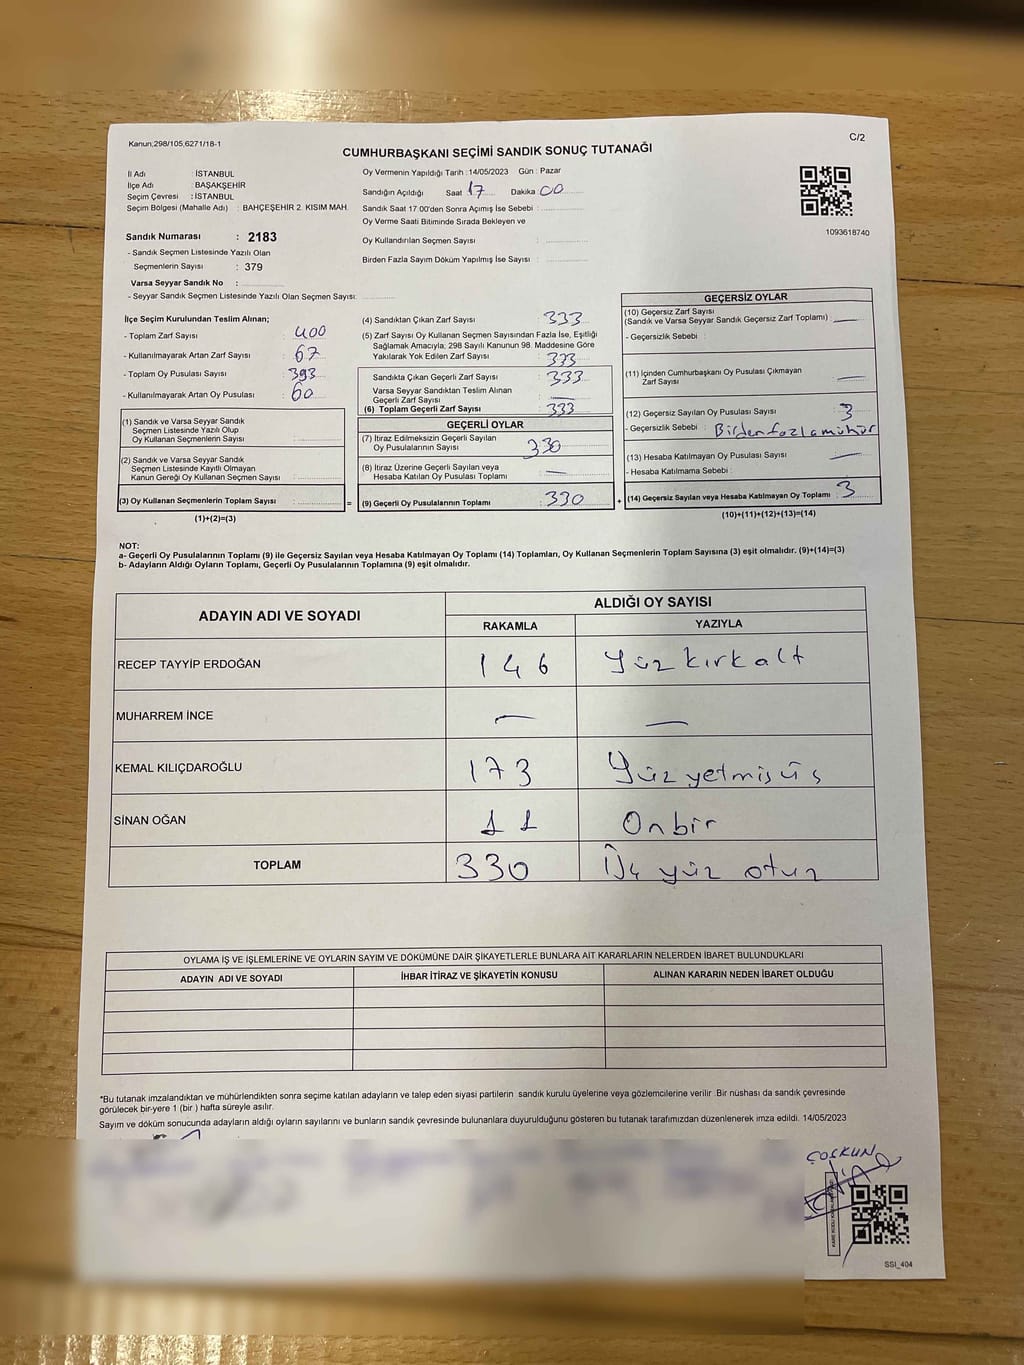 Kanun;298/105,6271/18-1
C/2
CUMHURBAŞKANI SEÇİMİ SANDIK SONUÇ TUTANAĞI
İl Adı : İSTANBUL
İlçe Adı : BAŞAKŞEHİR
Seçim Çevresi : İSTANBUL
Seçim Bölgesi (Mahalle Adı) : BAHÇEŞEHİR 2. KISIM MAH.
Sandık Numarası : 2183
- Sandık Seçmen Listesinde Yazılı Olan
Seçmenlerin Sayısı : 379
Varsa Seyyar Sandık No :
- Seyyar Sandık Seçmen Listesinde Yazılı Olan Seçmen Sayısı:
Oy Vermenin Yapıldığı Tarih : 14/05/2023 Gün : Pazar
Sandığın Açıldığı Saat 17 Dakika 00
Sandık Saat 17.00'den Sonra Açımış İse Sebebi :
Oy Verme Saati Bitiminde Sırada Bekleyen ve
Oy Kullandırılan Seçmen Sayısı :
Birden Fazla Sayım Döküm Yapılmış İse Sayısı :
1093618740
İlçe Seçim Kurulundan Teslim Alınan;
- Toplam Zarf Sayısı : 400
- Kullanılmayarak Artan Zarf Sayısı : 67
- Toplam Oy Pusulası Sayısı : 393
- Kullanılmayarak Artan Oy Pusulası : 60
(1) Sandık ve Varsa Seyyar Sandık
Seçmen Listesinde Yazılı Olup
Oy Kullanan Seçmenlerin Sayısı :
(2) Sandık ve Varsa Seyyar Sandık
Seçmen Listesinde Kayıtlı Olmayan
Kanun Gereği Oy Kullanan Seçmen Sayısı :
(3) Oy Kullanan Seçmenlerin Toplam Sayısı : =
(1)+(2)=(3)
(4) Sandıktan Çıkan Zarf Sayısı : 333
(5) Zarf Sayısı Oy Kullanan Seçmen Sayısından Fazla İse, Eşitliği
Sağlamak Amacıyla; 298 Sayılı Kanunun 98. Maddesine Göre
Yakılarak Yok Edilen Zarf Sayısı :
Sandıkta Çıkan Geçerli Zarf Sayısı : 333
Varsa Seyyar Sandıktan Teslim Alınan
Geçerli Zarf Sayısı : —
(6) Toplam Geçerli Zarf Sayısı : 333
GEÇERLİ OYLAR
(7) İtiraz Edilmeksizin Geçerli Sayılan
Oy Pusulalarının Sayısı : 330
(8) İtiraz Üzerine Geçerli Sayılan veya
Hesaba Katılan Oy Pusulası Toplamı : —
(9) Geçerli Oy Pusulalarının Toplamı : 330 +
GEÇERSİZ OYLAR
(10) Geçersiz Zarf Sayısı
(Sandık ve Varsa Seyyar Sandık Geçersiz Zarf Toplamı) : —
- Geçersizlik Sebebi :
(11) İçinden Cumhurbaşkanı Oy Pusulası Çıkmayan
Zarf Sayısı : —
(12) Geçersiz Sayılan Oy Pusulası Sayısı : 3
- Geçersizlik Sebebi : Birden fazla mühür
(13) Hesaba Katılmayan Oy Pusulası Sayısı : —
- Hesaba Katılmama Sebebi :
(14) Geçersiz Sayılan veya Hesaba Katılmayan Oy Toplamı : 3
(10)+(11)+(12)+(13)=(14)
NOT:
a- Geçerli Oy Pusulalarının Toplamı (9) ile Geçersiz Sayılan veya Hesaba Katılmayan Oy Toplamı (14) Toplamları, Oy Kullanan Seçmenlerin Toplam Sayısına (3) eşit olmalıdır. (9)+(14)=(3)
b- Adayların Aldığı Oyların Toplamı, Geçerli Oy Pusulalarının Toplamına (9) eşit olmalıdır.
ADAYIN ADI VE SOYADI
ALDIĞI OY SAYISI
RAKAMLA YAZIYLA
RECEP TAYYİP ERDOĞAN 146 Yüz kırk alt
MUHARREM İNCE — —
KEMAL KILIÇDAROĞLU 173 Yüz yetmiş üs
SİNAN OĞAN 11 On bir
TOPLAM 330 Üç yüz otuz
OYLAMA İŞ VE İŞLEMLERİNE VE OYLARIN SAYIM VE DÖKÜMÜNE DAİR ŞİKAYETLERLE BUNLARA AİT KARARLARIN NELERDEN İBARET BULUNDUKLARI
ADAYIN ADI VE SOYADI İHBAR İTİRAZ VE ŞİKAYETİN KONUSU ALINAN KARARIN NEDEN İBARET OLDUĞU
*Bu tutanak imzalandıktan ve mühürlendikten sonra seçime katılan adayların ve talep eden siyasi partilerin sandık kurulu üyelerine veya gözlemcilerine verilir. Bir nüshası da sandık çevresinde
görülecek bir yere 1 (bir ) hafta süreyle asılır.
Sayım ve döküm sonucunda adayların aldığı oyların sayılarını ve bunların sandık çevresinde bulunanlara duyurulduğunu gösteren bu tutanak tarafımızdan düzenlenerek imza edildi. 14/05/2023
ÇOŞKUN
SSI_404